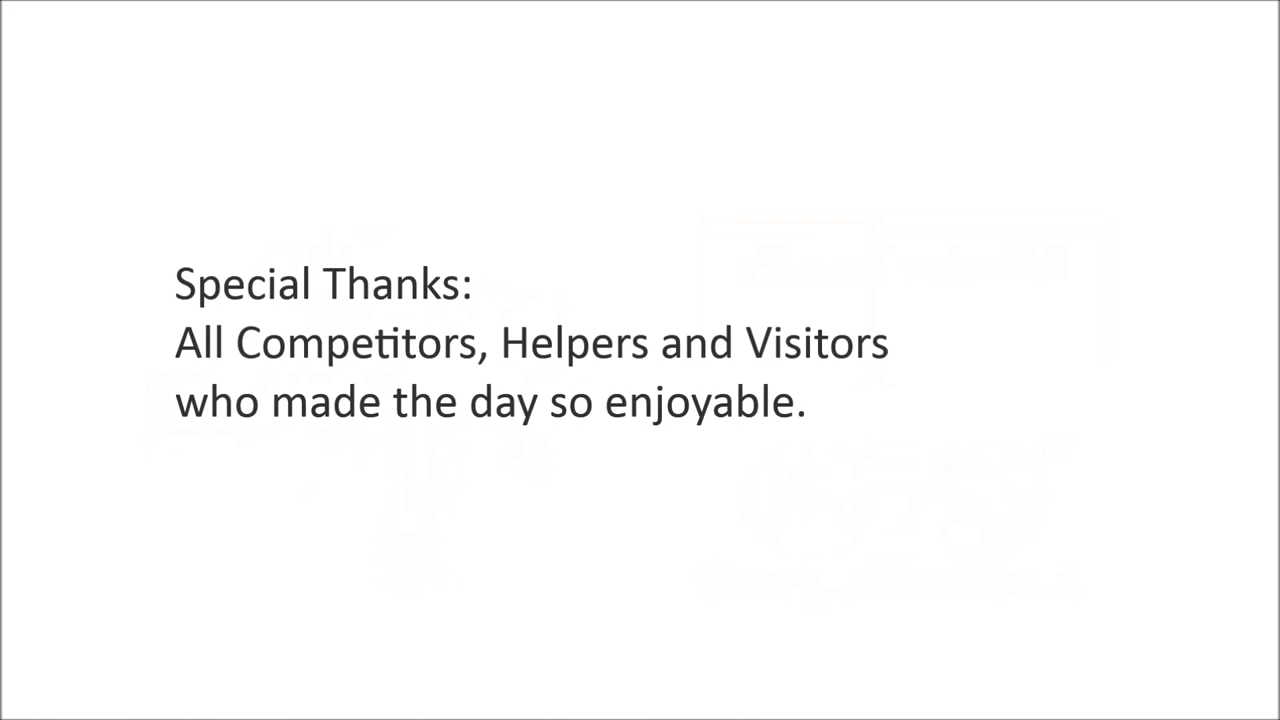 Special Thanks:
All Competitors, Helpers and Visitors
who made the day so enjoyable.